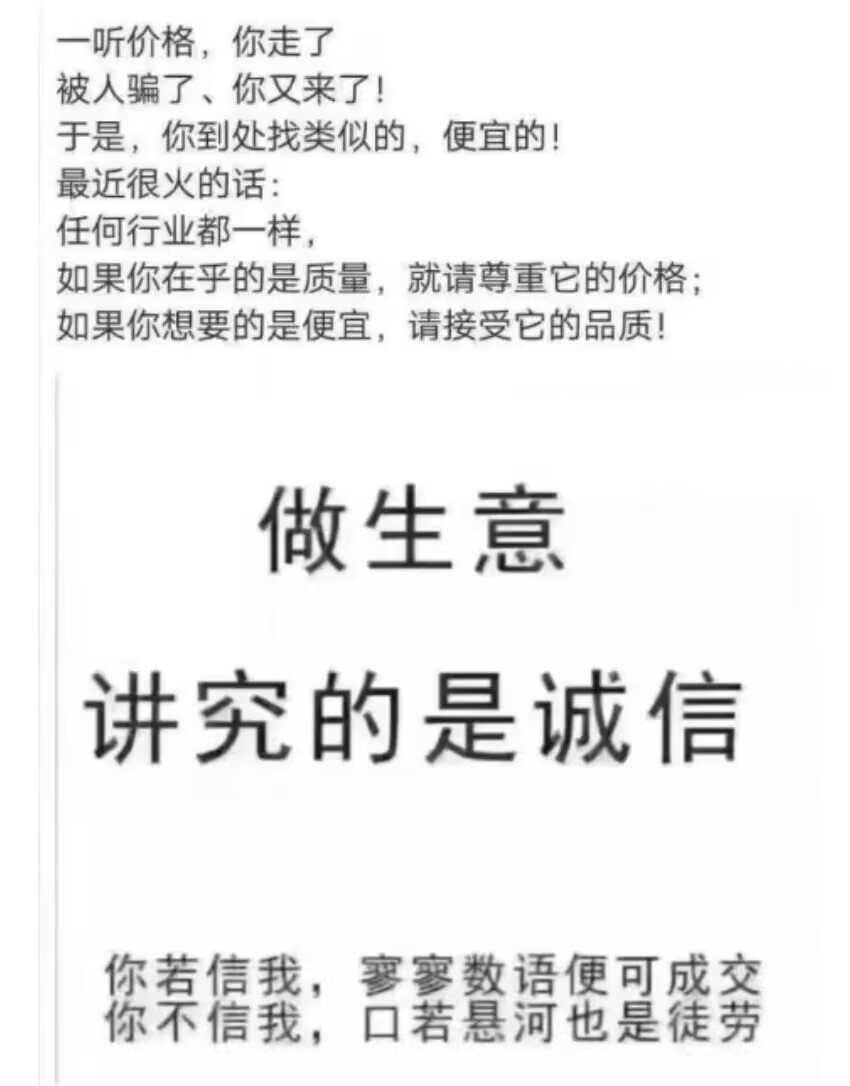 一听价格，你走了
被人骗了、你又来了！
于是，你到处找类似的，便宜的！
最近很火的话：
任何行业都一样，
如果你在乎的是质量，就请尊重它的价格；
如果你想要的是便宜，请接受它的品质！
做生意
讲究的是诚信
你若信我，寥寥数语便可成交
你不信我，口若悬河也是徒劳